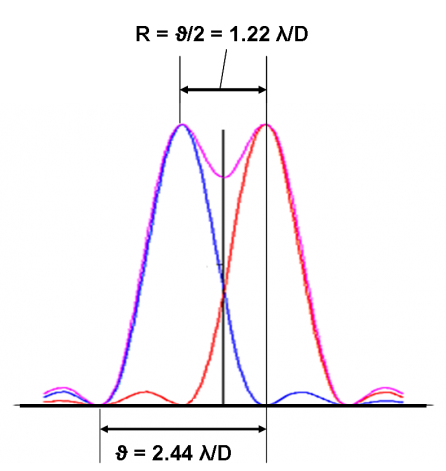 R = ϑ/2 = 1.22 λ/D
ϑ = 2.44 λ/D